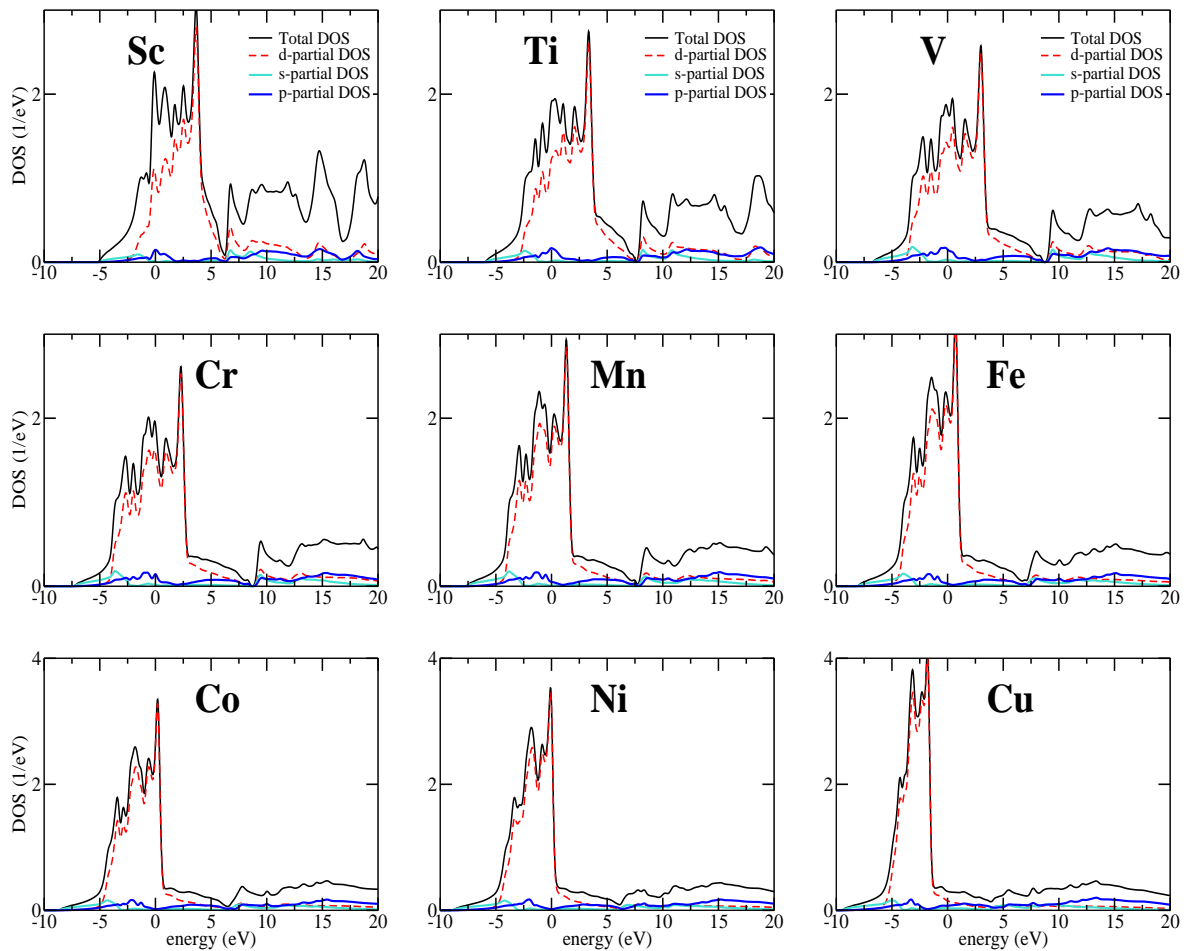 Sc
Total DOS
d-partial DOS
s-partial DOS
p-partial DOS
DOS (1/eV)
2
0
-10 -5 0 5 10 15 20
Ti
Total DOS
d-partial DOS
s-partial DOS
p-partial DOS
2
0
-10 -5 0 5 10 15 20
V
Total DOS
d-partial DOS
s-partial DOS
p-partial DOS
2
0
-10 -5 0 5 10 15 20
Cr
DOS (1/eV)
2
0
-10 -5 0 5 10 15 20
Mn
2
0
-10 -5 0 5 10 15 20
Fe
2
0
-10 -5 0 5 10 15 20
Co
DOS (1/eV)
4
2
0
-10 -5 0 5 10 15 20
energy (eV)
Ni
4
2
0
-10 -5 0 5 10 15 20
energy (eV)
Cu
4
2
0
-10 -5 0 5 10 15 20
energy (eV)